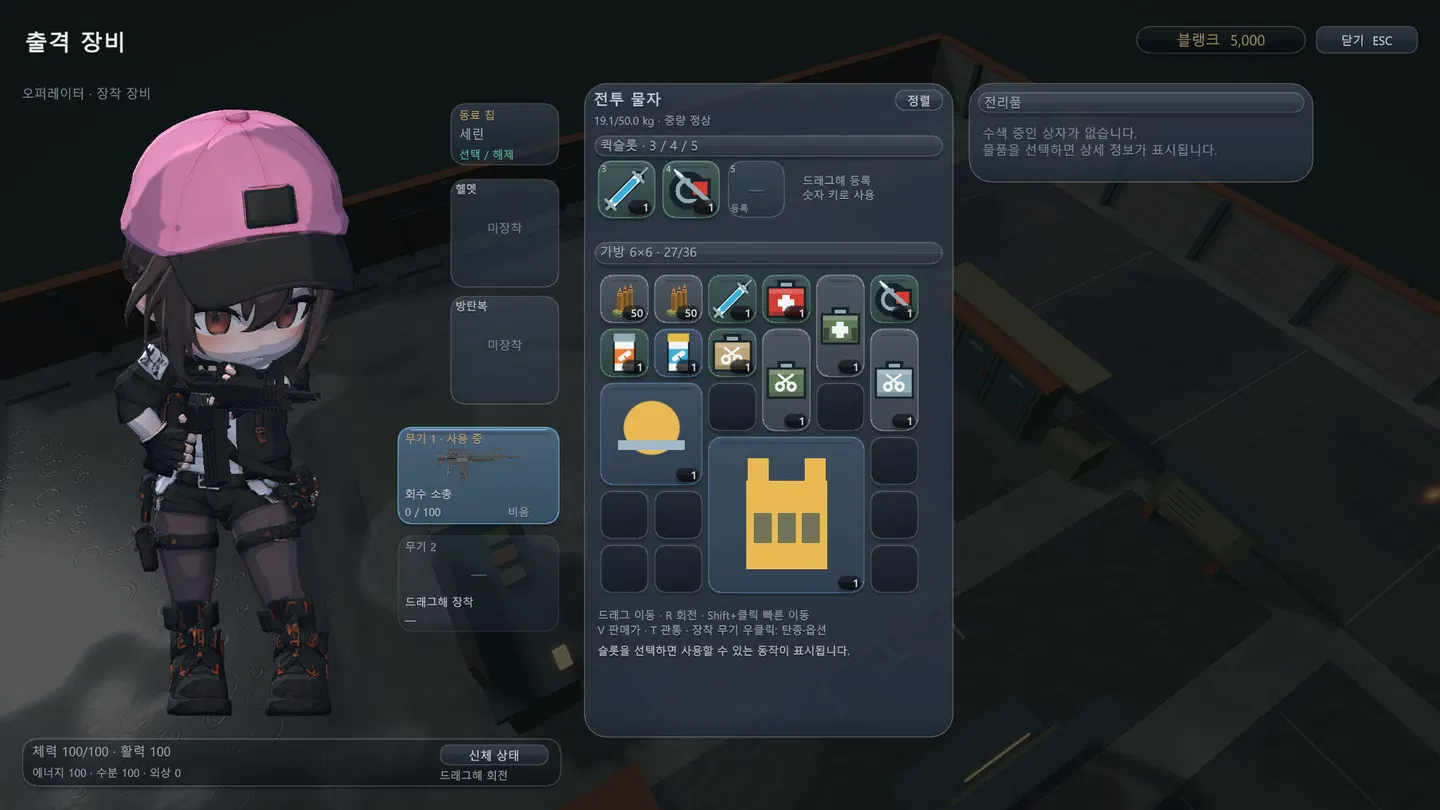 출격 장비
블랭크 5,000
닫기 ESC
오퍼레이터 · 장착 장비
동료 칩
세린
선택 / 해제
헬멧
미장착
방탄복
미장착
무기 1 · 사용 중
회수 소총
0 / 100 비움
무기 2
—
드래그해 장착
—
전투 물자
정렬
19.1/50.0 kg · 중량 정상
퀵슬롯 · 3 / 4 / 5
3
1
4
1
5
—
등록
드래그해 등록
숫자 키로 사용
가방 6×6 · 27/36
50
50
1
1
1
1
1
1
1
1
1
1
1
드래그 이동 · R 회전 · Shift+클릭 빠른 이동
V 판매가 · T 관통 · 장착 무기 우클릭: 탄종·옵션
슬롯을 선택하면 사용할 수 있는 동작이 표시됩니다.
전리품
수색 중인 상자가 없습니다.
물품을 선택하면 상세 정보가 표시됩니다.
체력 100/100 · 활력 100
에너지 100 · 수분 100 · 외상 0
신체 상태
드래그해 회전